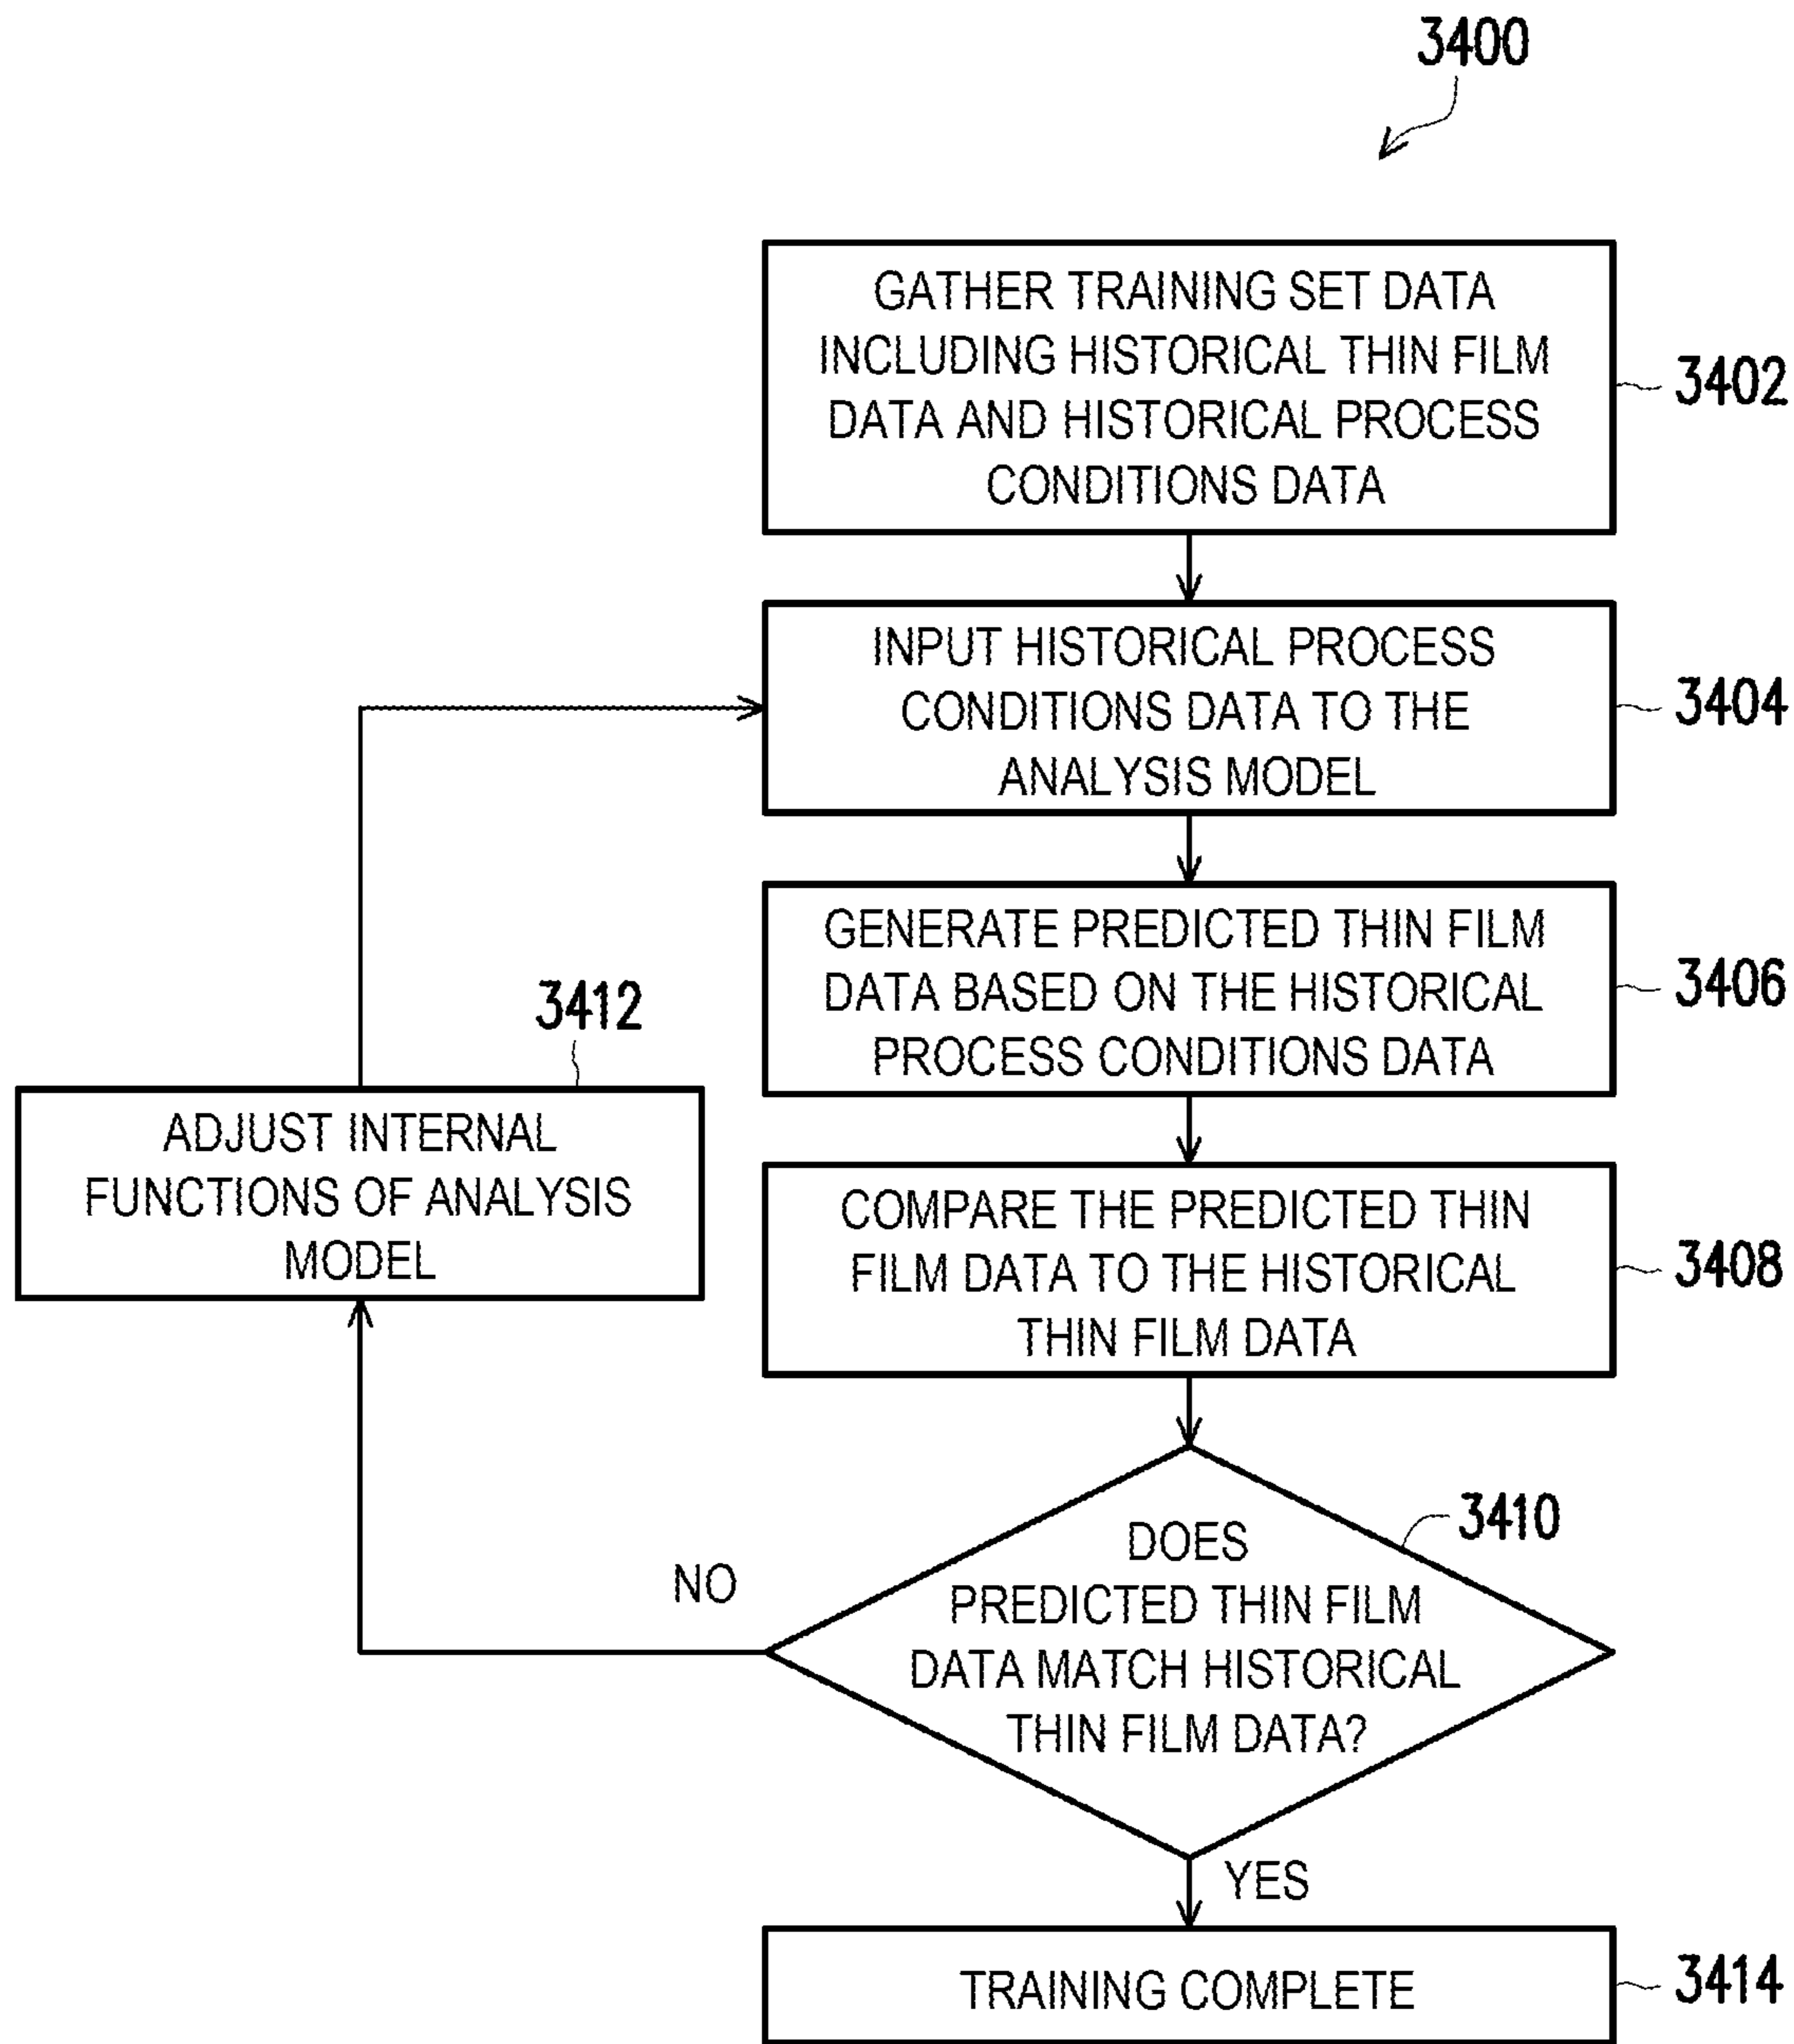 3400
GATHER TRAINING SET DATA
INCLUDING HISTORICAL THIN FILM
DATA AND HISTORICAL PROCESS
CONDITIONS DATA
3402
INPUT HISTORICAL PROCESS
CONDITIONS DATA TO THE
ANALYSIS MODEL
3404
GENERATE PREDICTED THIN FILM
DATA BASED ON THE HISTORICAL
PROCESS CONDITIONS DATA
3406
3412
ADJUST INTERNAL
FUNCTIONS OF ANALYSIS
MODEL
COMPARE THE PREDICTED THIN
FILM DATA TO THE HISTORICAL
THIN FILM DATA
3408
3410
NO
DOES
PREDICTED THIN FILM
DATA MATCH HISTORICAL
THIN FILM DATA?
YES
TRAINING COMPLETE
3414